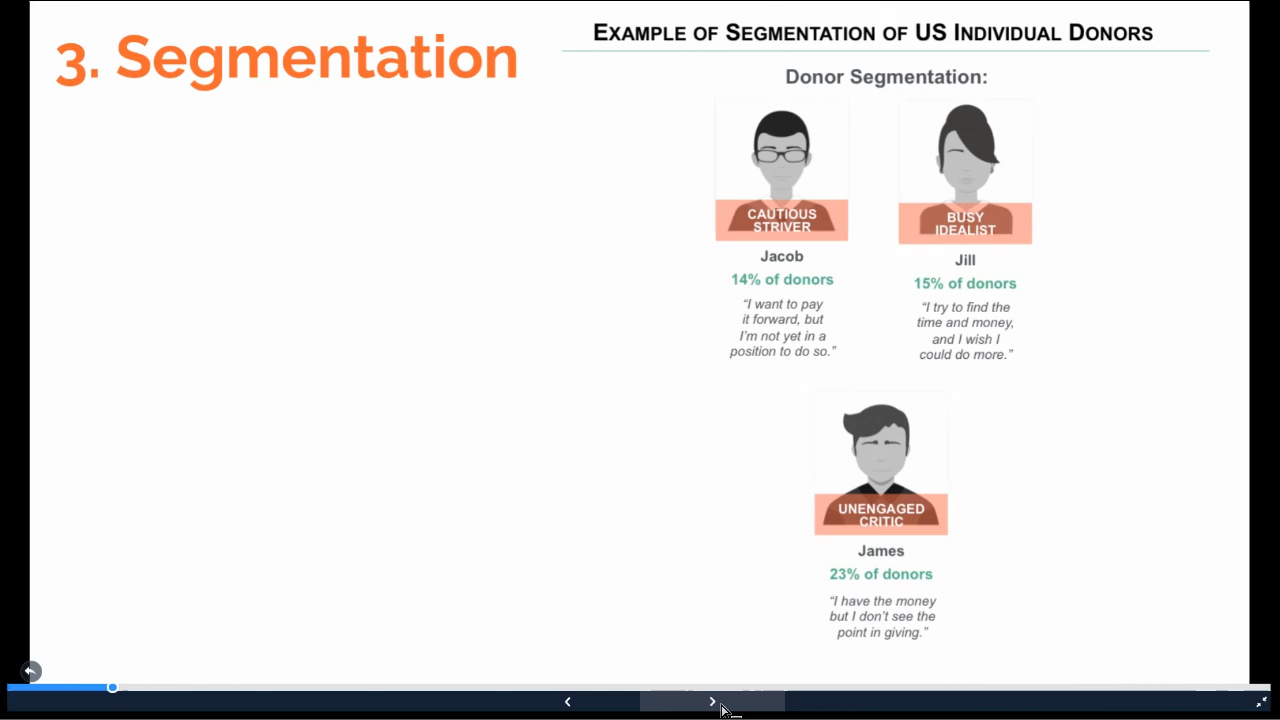 3. Segmentation
EXAMPLE OF SEGMENTATION OF US INDIVIDUAL DONORS
Donor Segmentation:
CAUTIOUS
STRIVER
Jacob
14% of donors
“I want to pay
it forward, but
I’m not yet in a
position to do so.”
BUSY
IDEALIST
Jill
15% of donors
“I try to find the
time and money,
and I wish I
could do more.”
UNENGAGED
CRITIC
James
23% of donors
“I have the money
but I don’t see the
point in giving.”